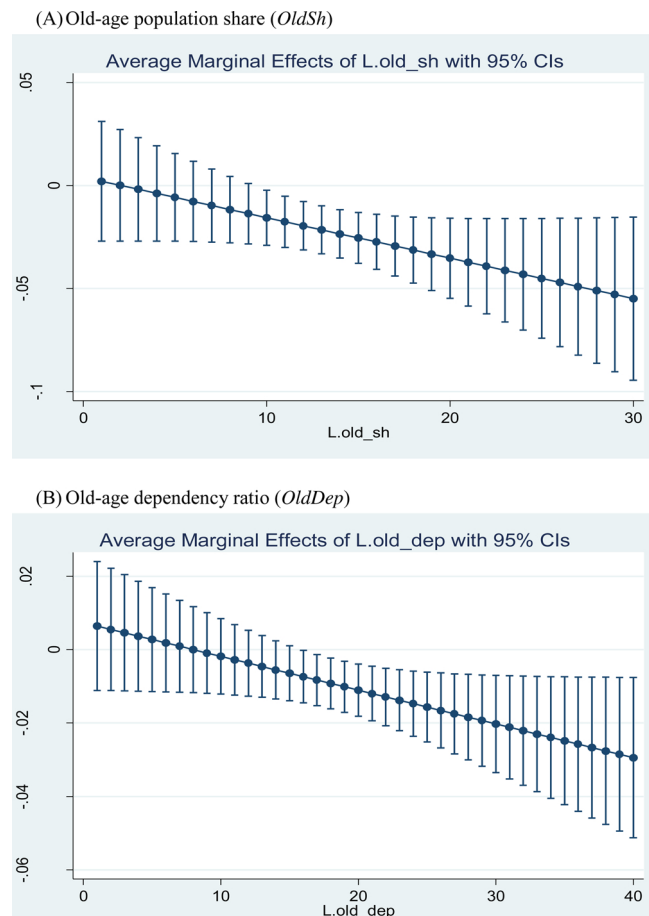 (A) Old-age population share (OldSh)
Average Marginal Effects of L.old_sh with 95% CIs
.05
0
-.05
-.1
0 10 20 30
L.old_sh
(B) Old-age dependency ratio (OldDep)
Average Marginal Effects of L.old_dep with 95% CIs
.02
0
-.02
-.04
-.06
0 10 20 30 40
L.old_dep